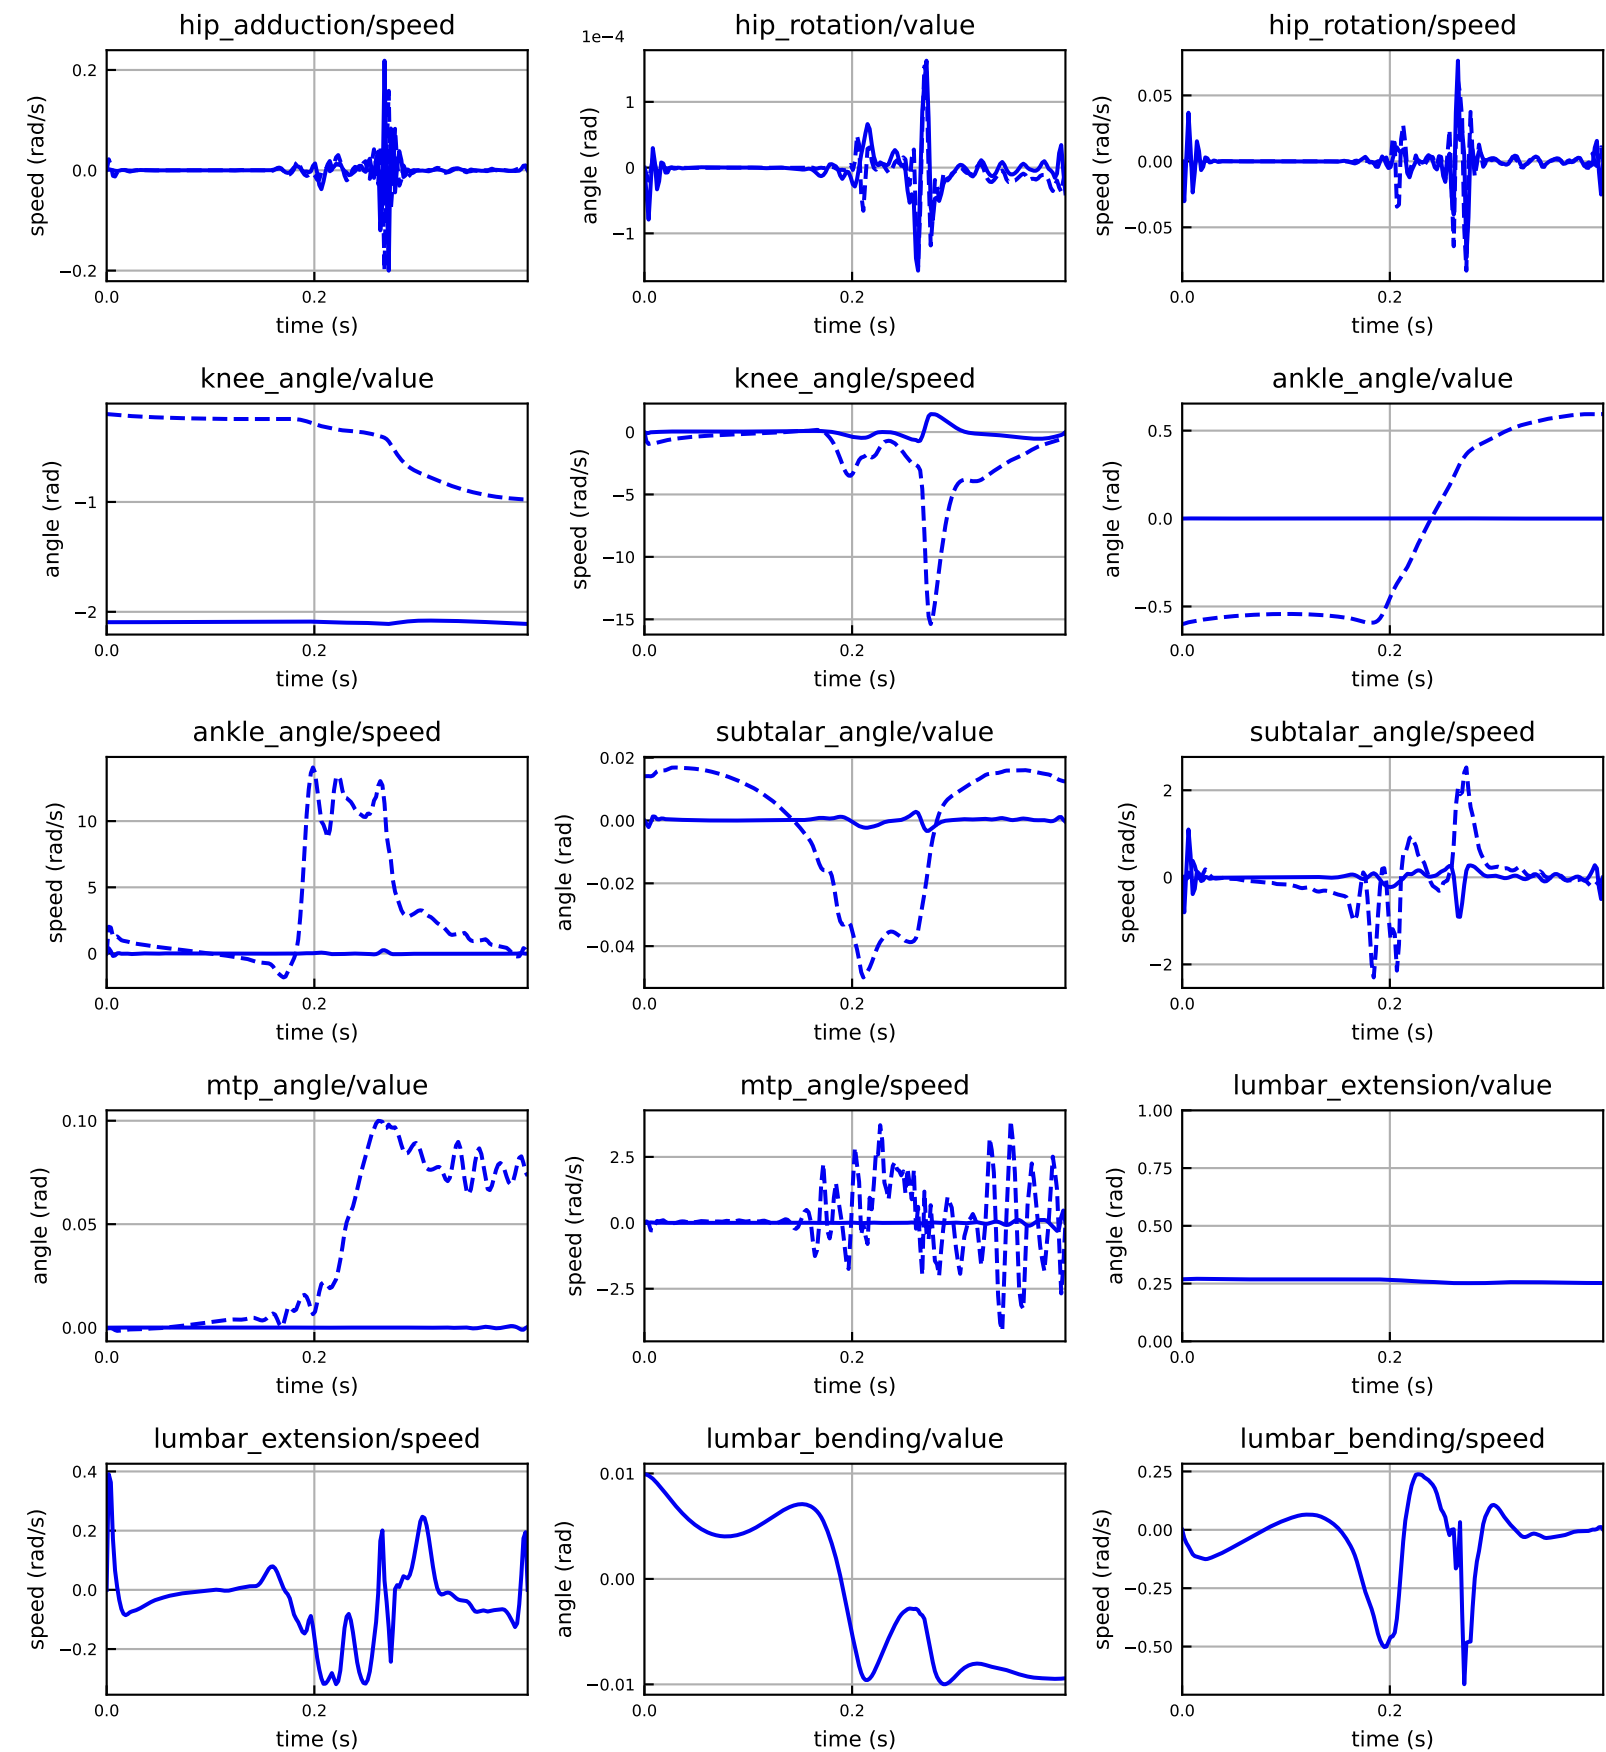 hip_adduction/speed
speed (rad/s)
0.2
0.0
−0.2
0.0
0.2
time (s)
hip_rotation/value
1e−4
angle (rad)
1
0
−1
0.0
0.2
time (s)
hip_rotation/speed
speed (rad/s)
0.05
0.00
−0.05
0.0
0.2
time (s)
knee_angle/value
angle (rad)
−1
−2
0.0
0.2
time (s)
knee_angle/speed
speed (rad/s)
0
−5
−10
−15
0.0
0.2
time (s)
ankle_angle/value
angle (rad)
0.5
0.0
−0.5
0.0
0.2
time (s)
ankle_angle/speed
speed (rad/s)
10
5
0
0.0
0.2
time (s)
subtalar_angle/value
angle (rad)
0.02
0.00
−0.02
−0.04
0.0
0.2
time (s)
subtalar_angle/speed
speed (rad/s)
2
0
−2
0.0
0.2
time (s)
mtp_angle/value
angle (rad)
0.10
0.05
0.00
0.0
0.2
time (s)
mtp_angle/speed
speed (rad/s)
2.5
0.0
−2.5
0.0
0.2
time (s)
lumbar_extension/value
angle (rad)
1.00
0.75
0.50
0.25
0.00
0.0
0.2
time (s)
lumbar_extension/speed
speed (rad/s)
0.4
0.2
0.0
−0.2
0.0
0.2
time (s)
lumbar_bending/value
angle (rad)
0.01
0.00
−0.01
0.0
0.2
time (s)
lumbar_bending/speed
speed (rad/s)
0.25
0.00
−0.25
−0.50
0.0
0.2
time (s)